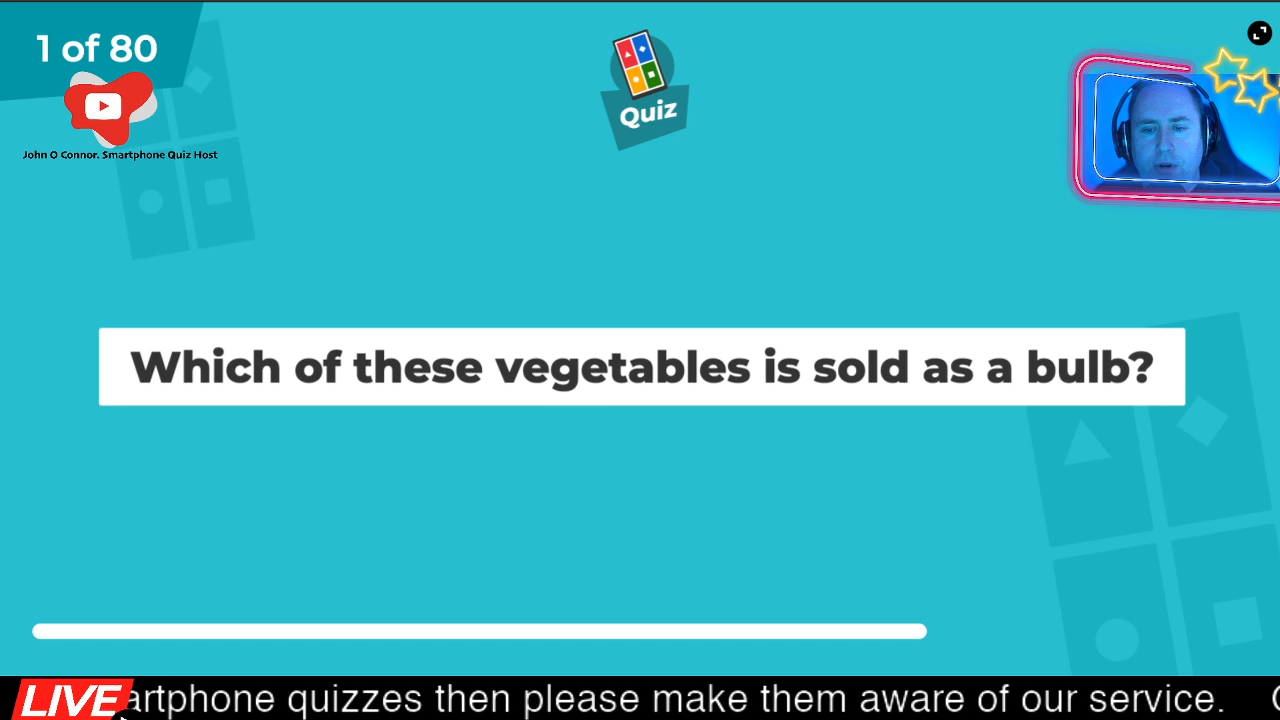 1 of 80
Quiz
John O Connor. Smartphone Quiz Host
Which of these vegetables is sold as a bulb?
LIVE
artphone quizzes then please make them aware of our service.